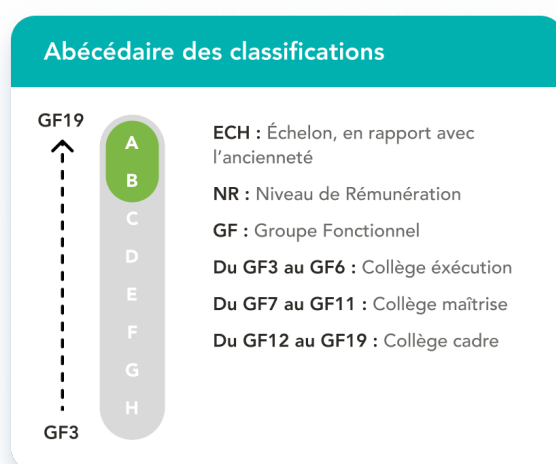 Abécédaire des classifications
GF19
A
B
C
D
E
F
G
H
GF3
ECH : Échelon, en rapport avec
l’ancienneté
NR : Niveau de Rémunération
GF : Groupe Fonctionnel
Du GF3 au GF6 : Collège éxécution
Du GF7 au GF11 : Collège maîtrise
Du GF12 au GF19 : Collège cadre